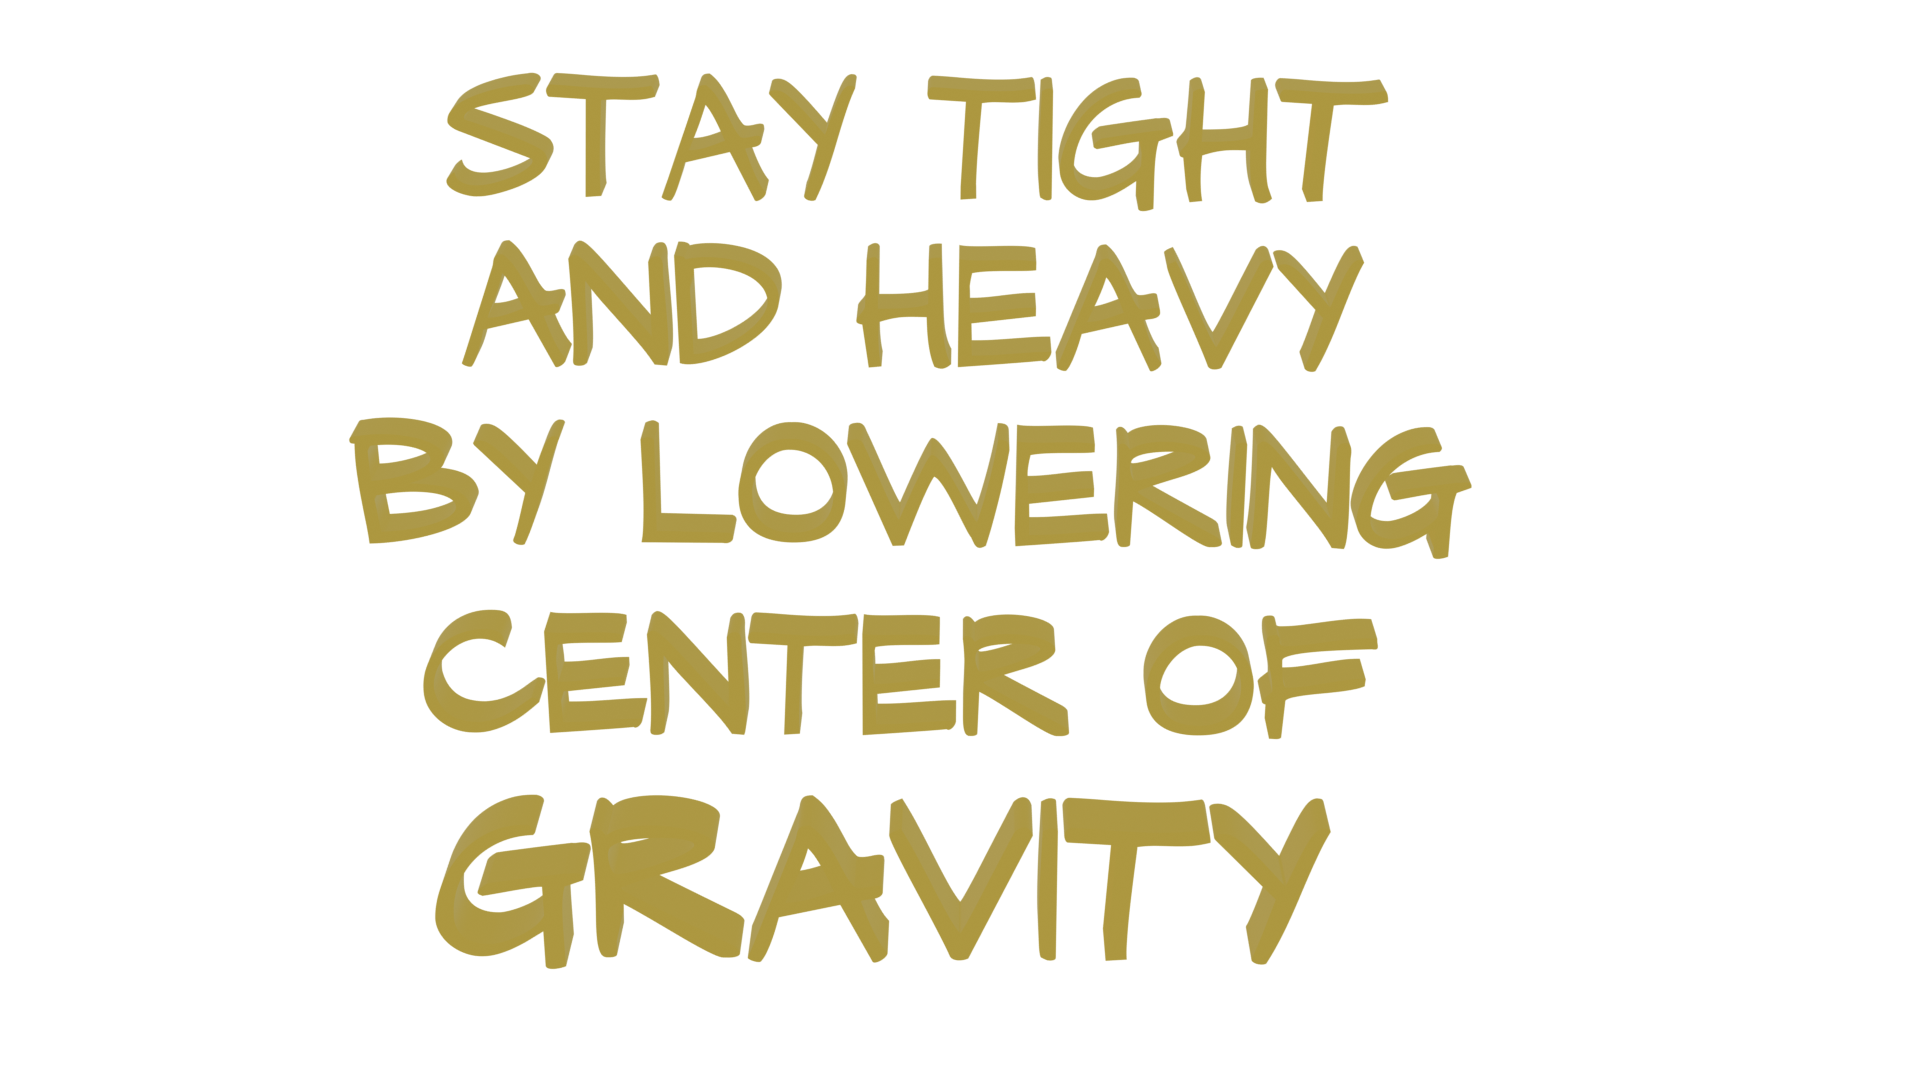 STAY TIGHT
AND HEAVY
BY LOWERING
CENTER OF
GRAVITY